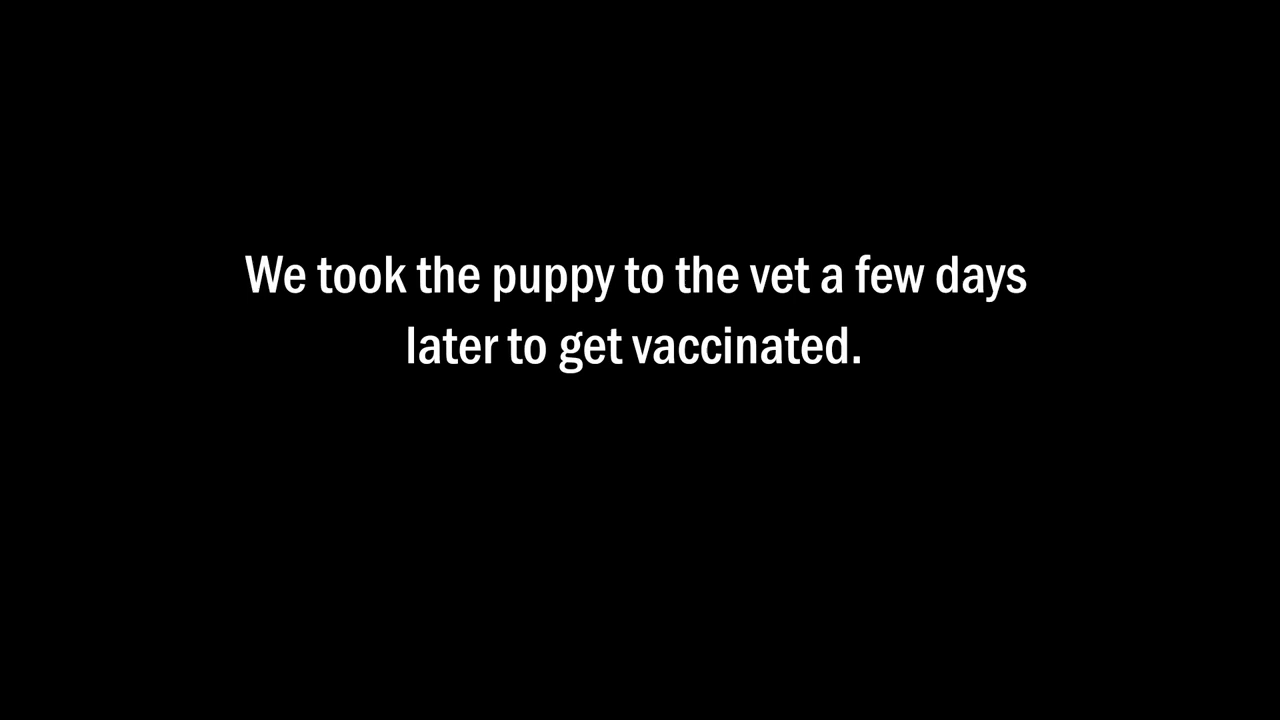 We took the puppy to the vet a few days
later to get vaccinated.